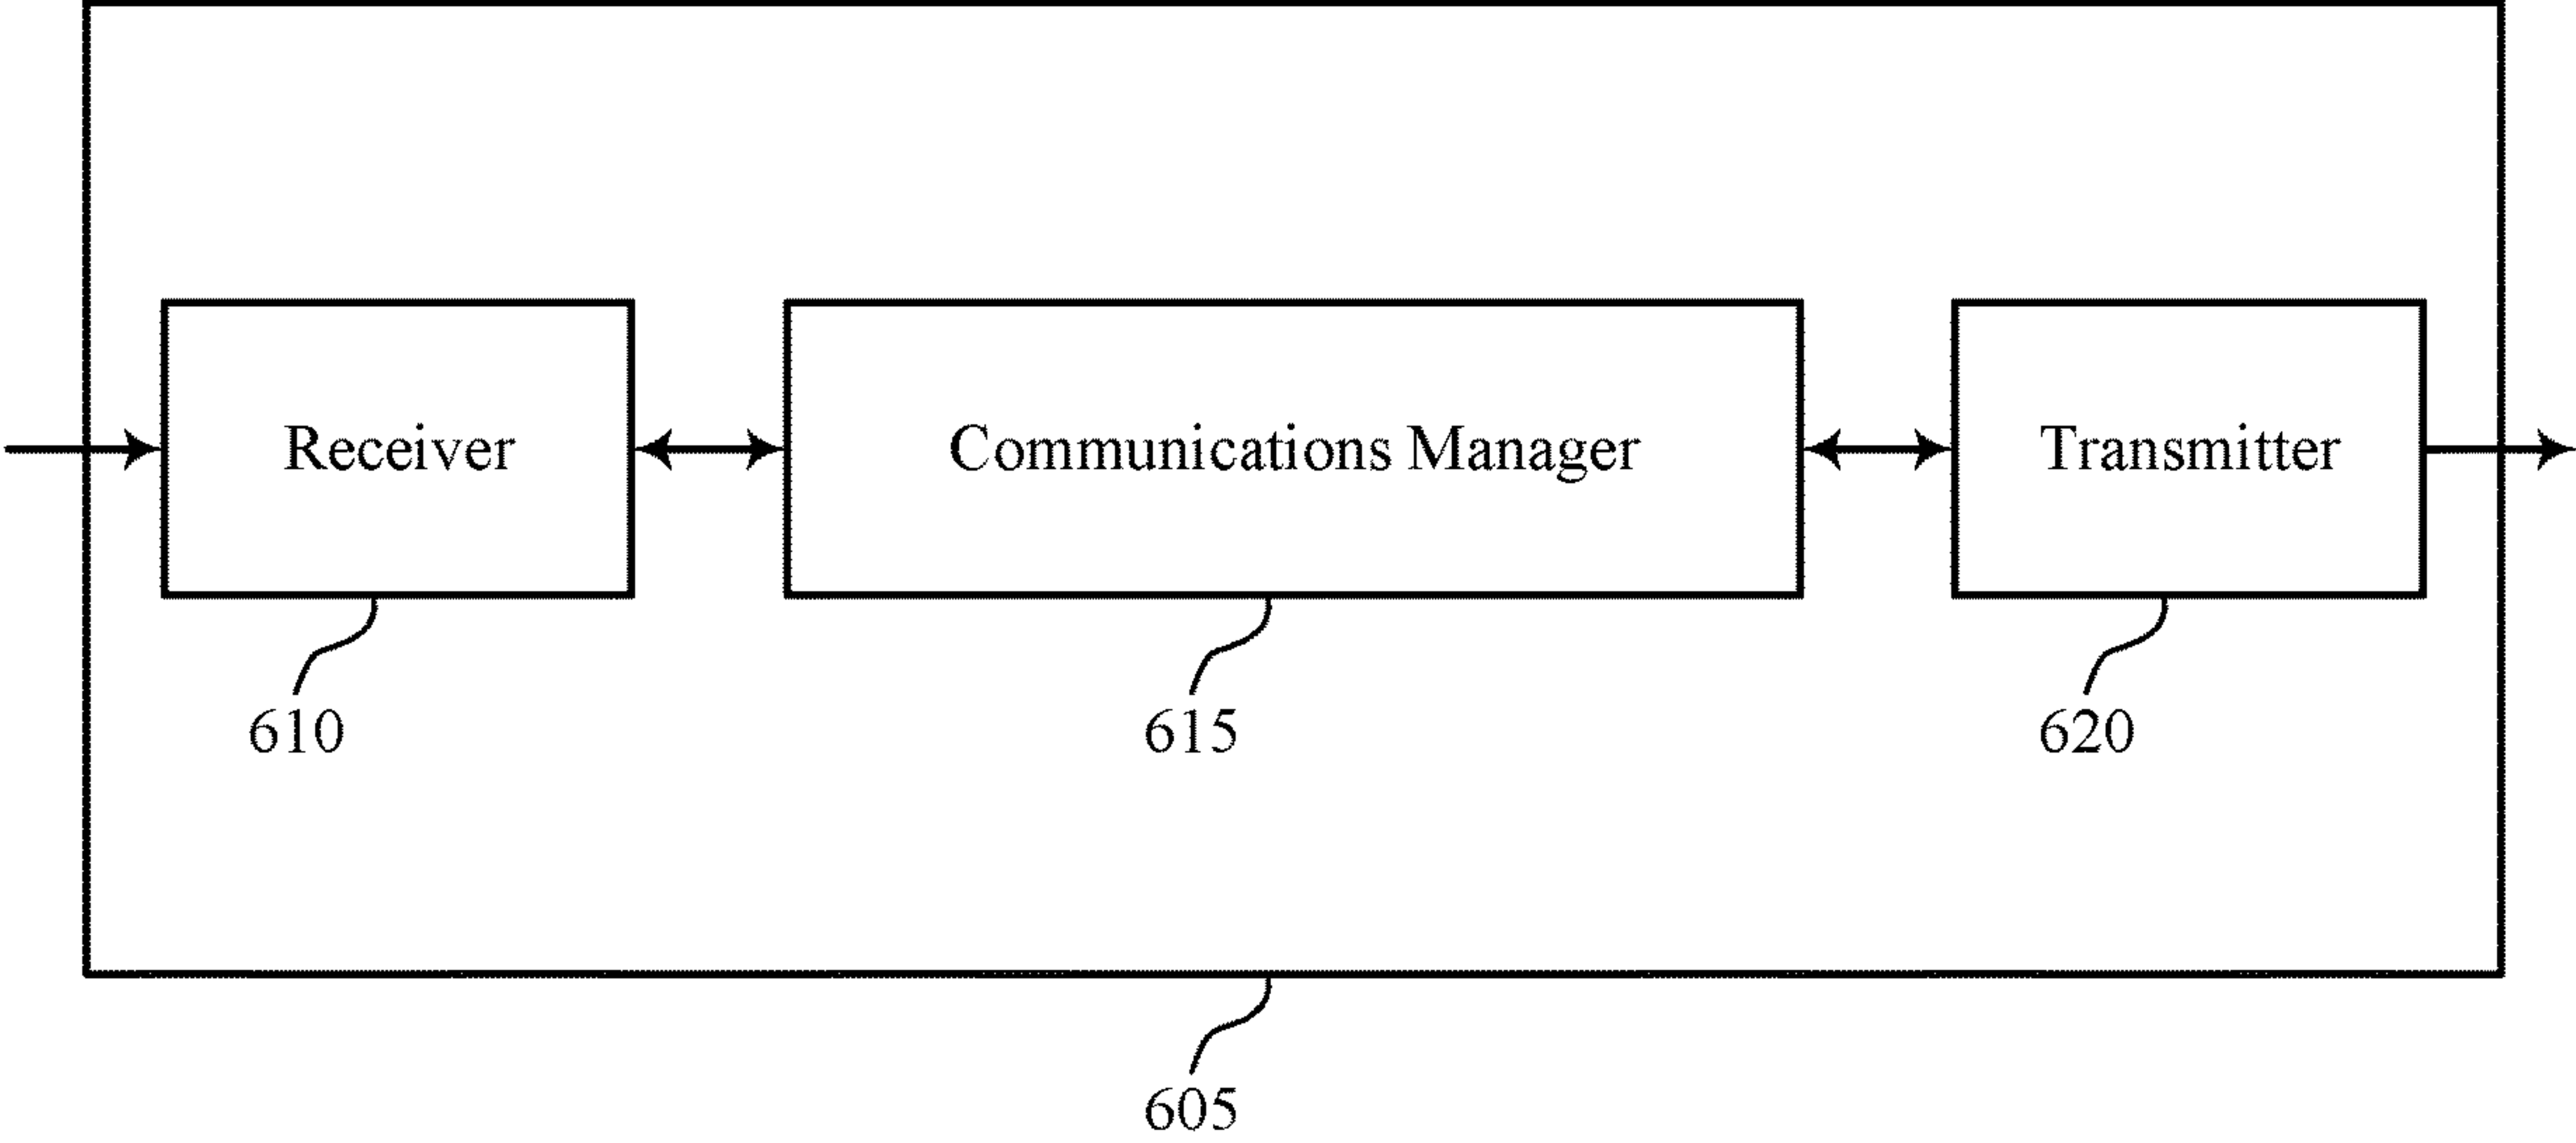 Receiver
Communications Manager
Transmitter
610
615
620
605